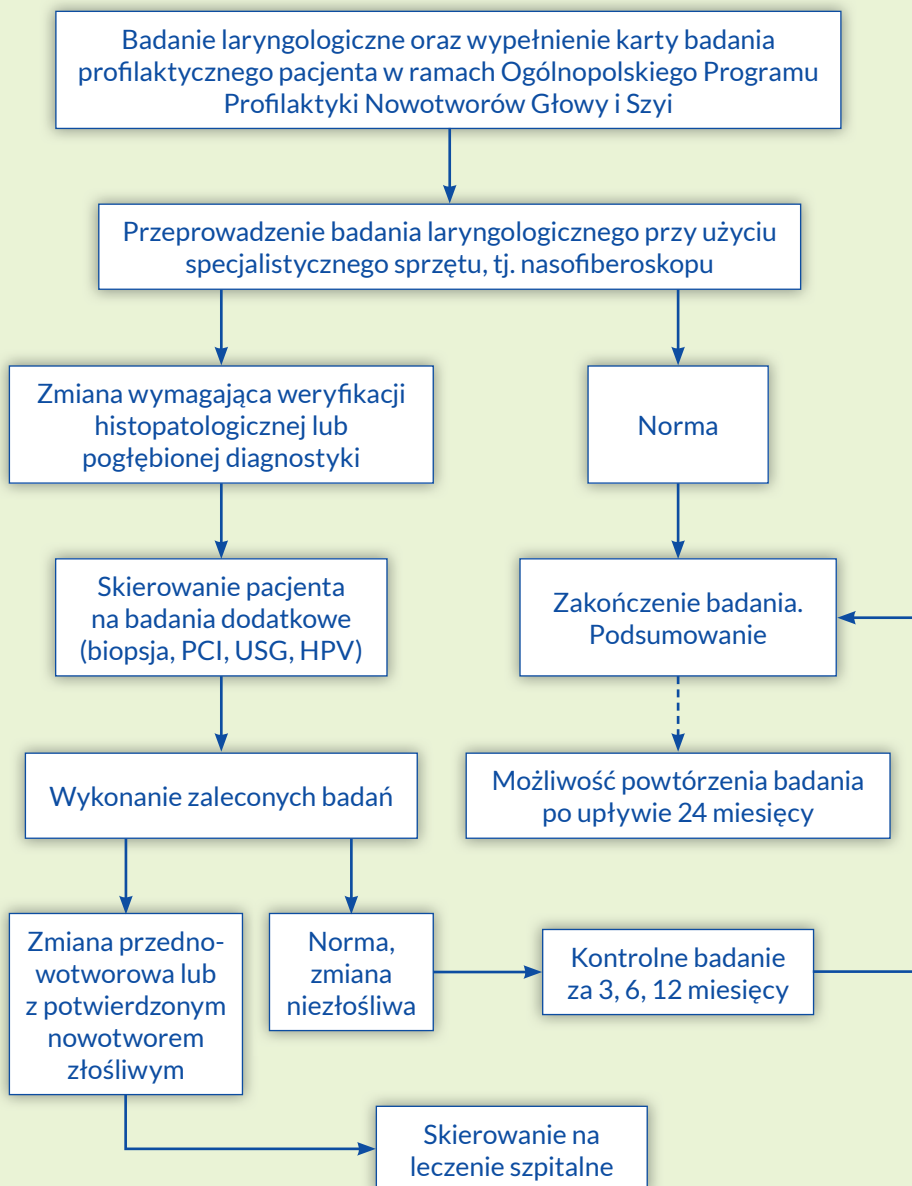 Badanie laryngologiczne oraz wypełnienie karty badania
profilaktycznego pacjenta w ramach Ogólnopolskiego Programu
Profilaktyki Nowotworów Głowy i Szyi
Przeprowadzenie badania laryngologicznego przy użyciu
specjalistycznego sprzętu, tj. nasofiberoskopu
Zmiana wymagająca weryfikacji
histopatologicznej lub
pogłębionej diagnostyki
Norma
Skierowanie pacjenta
na badania dodatkowe
(biopsja, PCI, USG, HPV)
Zakończenie badania.
Podsumowanie
Wykonanie zaleconych badań
Możliwość powtórzenia badania
po upływie 24 miesięcy
Zmiana przedno-
wotworowa lub
z potwierdzonym
nowotworem
złośliwym
Norma,
zmiana
niezłośliwa
Kontrolne badanie
za 3, 6, 12 miesięcy
Skierowanie na
leczenie szpitalne